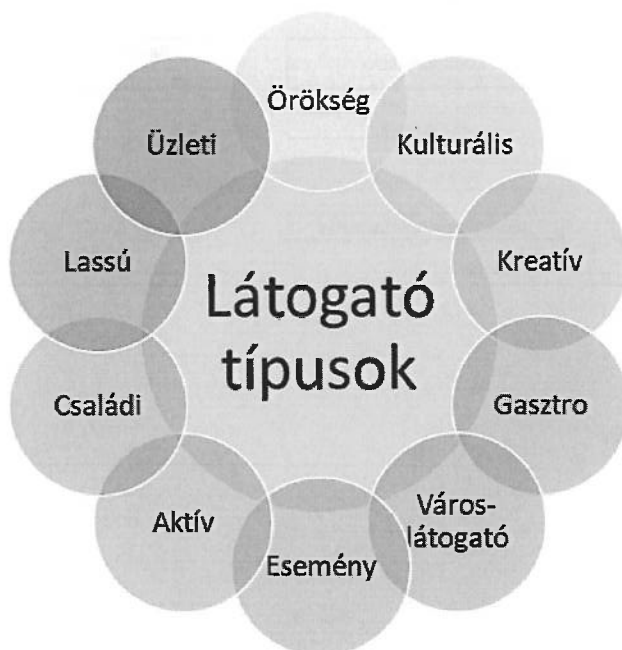 Örökség
Kulturális
Kreatív
Gasztro
Város-
látogató
Esemény
Aktív
Családi
Lassú
Üzleti
Látogató
típusok